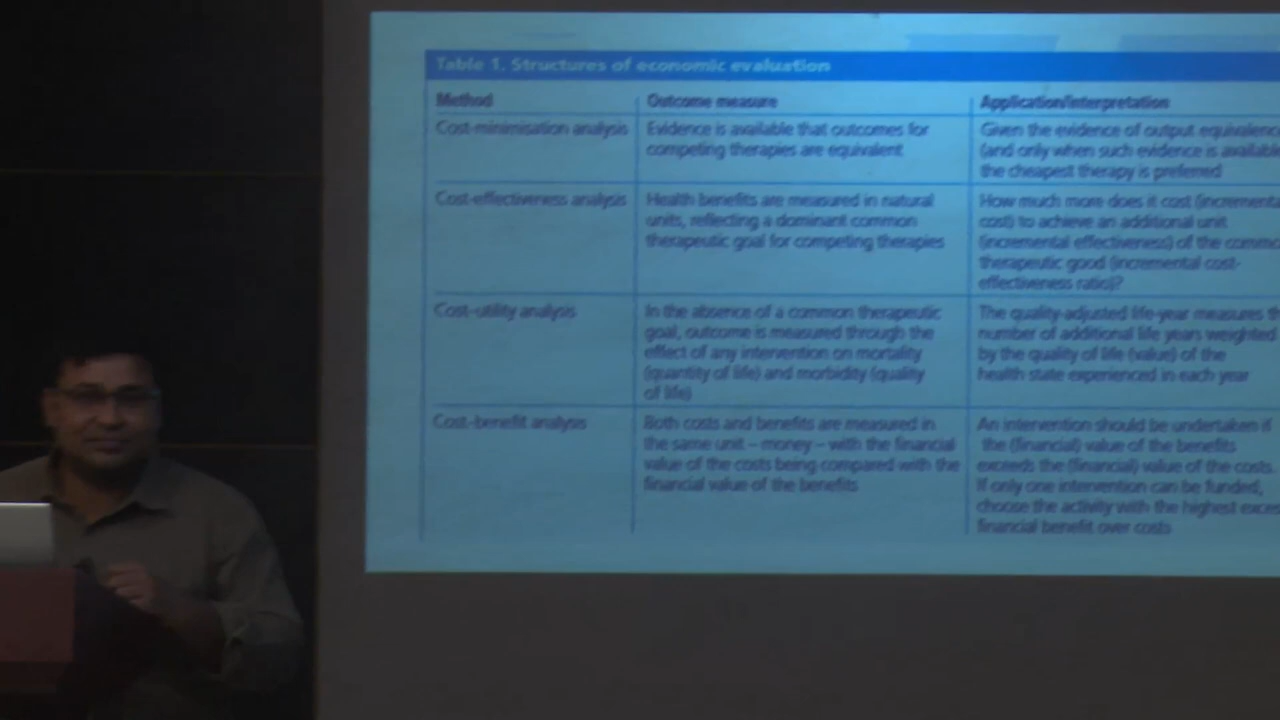 Table 1. Structures of economic evaluation
Method
Outcome measure
Application/interpretation
Cost-minimisation analysis
Evidence is available that outcomes for
competing therapies are equivalent
Given the evidence of output
(and only when such evidence is
the cheapest therapy is preferred
Cost-effectiveness analysis
Health benefits are measured in natural
units, reflecting a dominant common
therapeutic goal for competing therapies
How much more does it cost
cost) to achieve an additional unit
(incremental effectiveness) of the
therapeutic good (incremental cost-
effectiveness ratio)?
Cost-utility analysis
In the absence of a common therapeutic
goal, outcome is measured through the
effect of any intervention on mortality
(quantity of life) and morbidity (quality
of life)
The quality-adjusted life-year measures
number of additional life years weighted
by the quality of life (value) of the
health state experienced in each year
Cost-benefit analysis
Both costs and benefits are measured in
the same unit – money – with the financial
value of the costs being compared with the
financial value of the benefits
An intervention should be undertaken if
the (financial) value of the benefits
exceeds the (financial) value of the costs.
If only one intervention can be funded,
choose the activity with the highest
financial benefit over costs